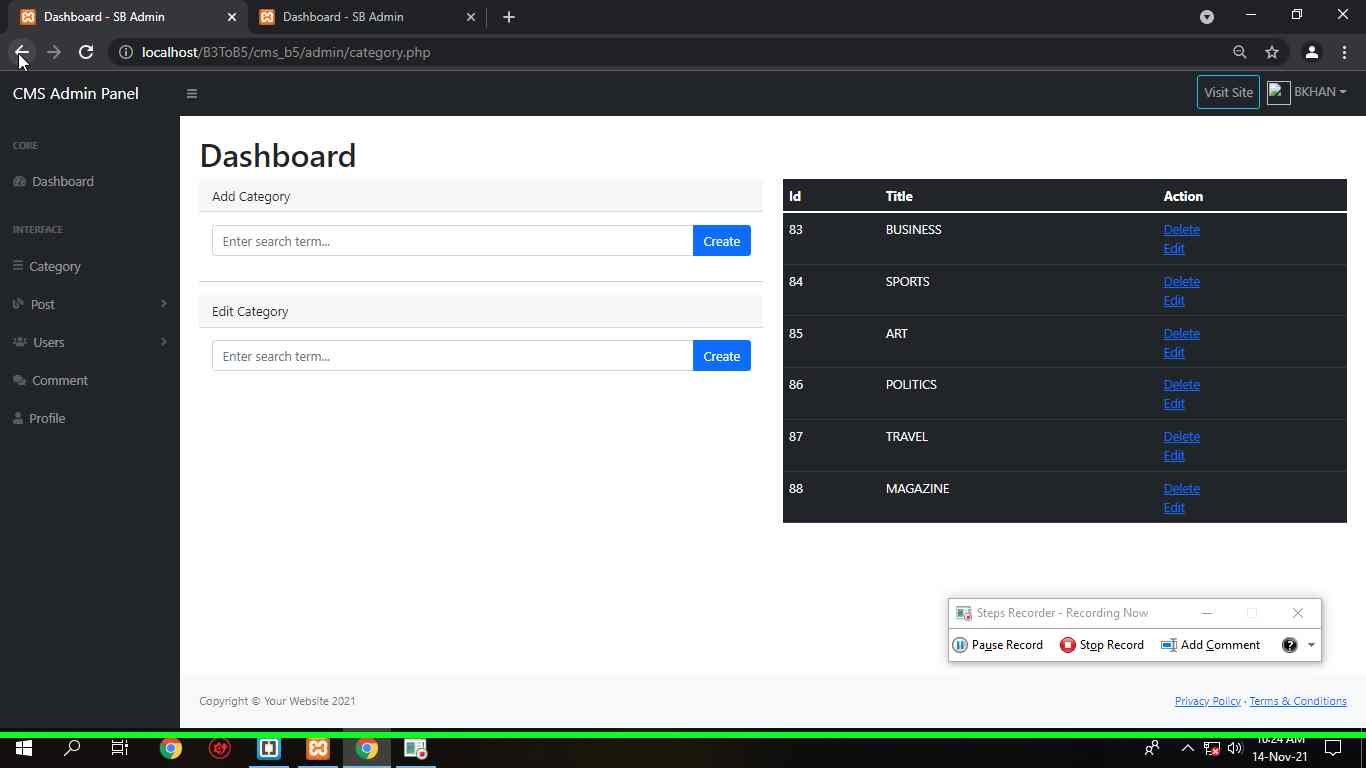 Dashboard - SB Admin
Dashboard - SB Admin
localhost/B3ToB5/cms_b5/admin/category.php
CMS Admin Panel
Visit Site
BKHAN
CORE
Dashboard
INTERFACE
Category
Post
Users
Comment
Profile
Dashboard
Add Category
Enter search term...
Create
Edit Category
Enter search term...
Create
Id Title Action
83 BUSINESS Delete
Edit
84 SPORTS Delete
Edit
85 ART Delete
Edit
86 POLITICS Delete
Edit
87 TRAVEL Delete
Edit
88 MAGAZINE Delete
Edit
Steps Recorder - Recording Now
Pause Record Stop Record Add Comment
Copyright © Your Website 2021
Privacy Policy · Terms & Conditions
10:24 AM
14-Nov-21